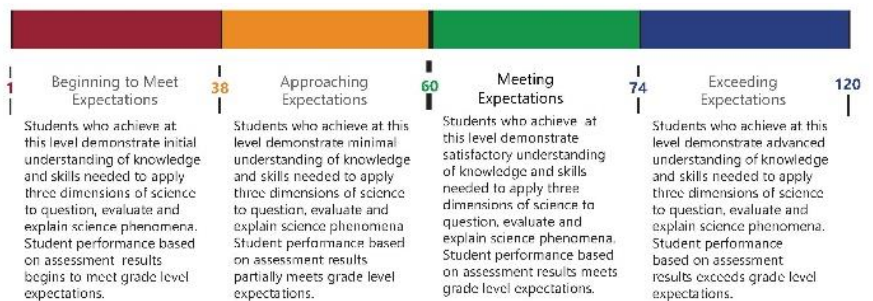 Beginning to Meet
Expectations
Approaching
Expectations
Meeting
Expectations
Exceeding
Expectations
1
38
60
74
120
Students who achieve at
this level demonstrate initial
understanding of knowledge
and skills needed to apply
three dimensions of science
to question, evaluate and
explain science phenomena.
Student performance based
on assessment results
begins to meet grade level
expectations.
Students who achieve at this
level demonstrate minimal
understanding of knowledge
and skills needed to apply
three dimensions of science
to question, evaluate and
explain science phenomena
Student performance based
on assessment results
partially meets grade level
expectations.
Students who achieve at
this level demonstrate
satisfactory understanding
of knowledge and skills
needed to apply three
dimensions of science to
question, evaluate and
explain science phenomena.
Student performance based
on assessment results meets
grade level expectations.
Students who achieve at this
level demonstrate advanced
understanding of knowledge
and skills needed to apply
three dimensions of science
to question, evaluate and
explain science phenomena.
Student performance
based on assessment
results exceeds grade level
expectations.